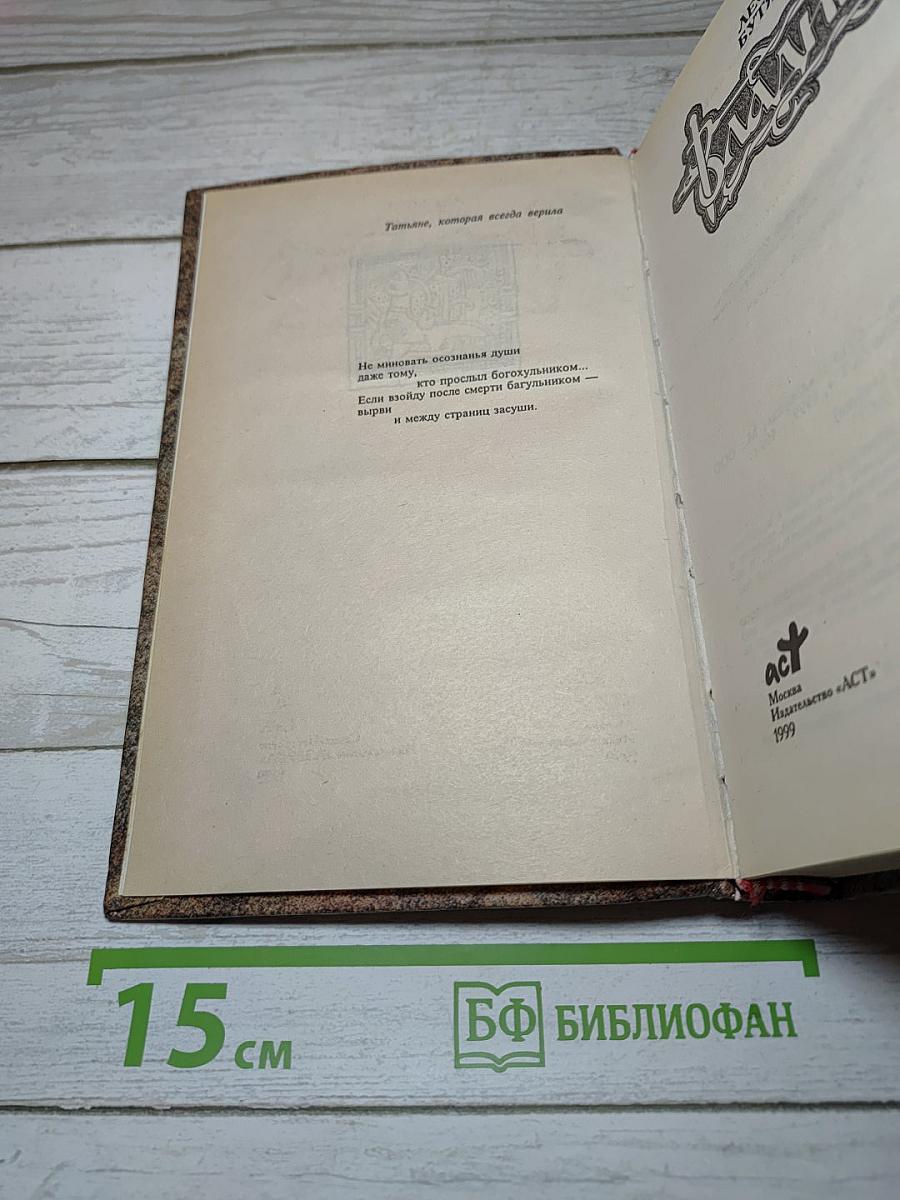 Татьяне, которая всегда верила
Не миновать осознанья души
даже тому,
кто прослыл богохульником...
Если взойду после смерти багульником —
вырви
и между страниц засуши.
аст
Москва
Издательство «АСТ»
1999
15 см
БФ БИБЛИОФАН